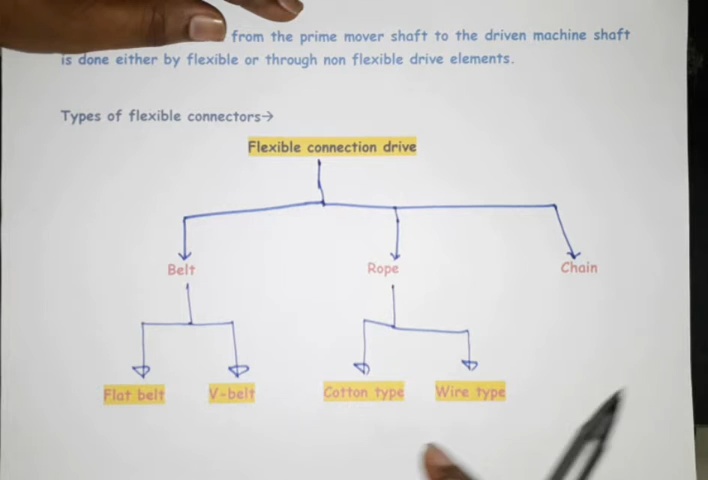 from the prime mover shaft to the driven machine shaft
is done either by flexible or through non flexible drive elements.
Types of flexible connectors→
Flexible connection drive
Belt Rope Chain
Flat belt V-belt Cotton type Wire type